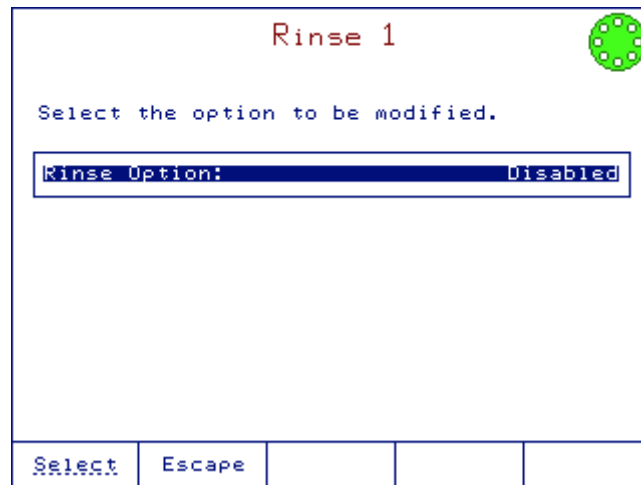 Rinse 1
Select the option to be modified.
Rinse Option: Disabled
Select Escape